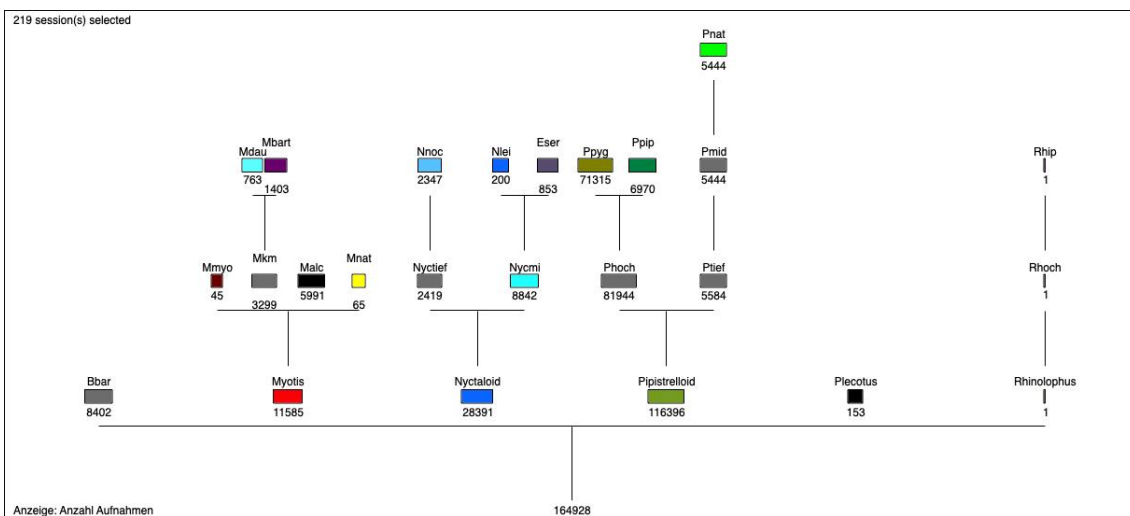 219 session(s) selected
Pnat
5444
Mdau Mbart Nnoc Nlei Eser Ppyg Ppip Pmid Rhip
763 1403 2347 200 853 71315 6970 5444 1
Mmyo Mkm Malc Mnat Nyctief Nycmi Phoch Ptief Rhoch
45 3299 5991 65 2419 8842 81944 5584 1
Bbar Myotis Nyctaloid Pipistrelloid Plecotus Rhinolophus
8402 11585 28391 116396 153 1
Anzeige: Anzahl Aufnahmen 164928